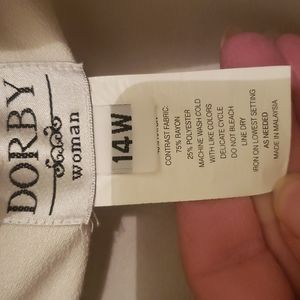 DORBY
woman
14W
CONTRAST FABRIC:
75% RAYON
25% POLYESTER
MACHINE WASH COLD
WITH LIKE COLORS
DELICATE CYCLE
DO NOT BLEACH
LINE DRY
IRON ON LOWEST SETTING
AS NEEDED
MADE IN MALAYSIA